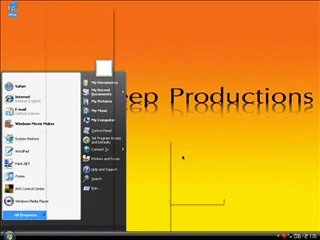 eep Productions
Safari
Internet
Internet Explorer
E-mail
Outlook Express
Windows Movie Maker
System Restore
WordPad
Paint.NET
iTunes
AVG Control Center
Windows Media Player
All Programs
My Documents
My Recent
Documents
My Pictures
My Music
My Computer
Control Panel
Set Program Access
and Defaults
Connect To
Printers and Faxes
Help and Support
Search
Run...